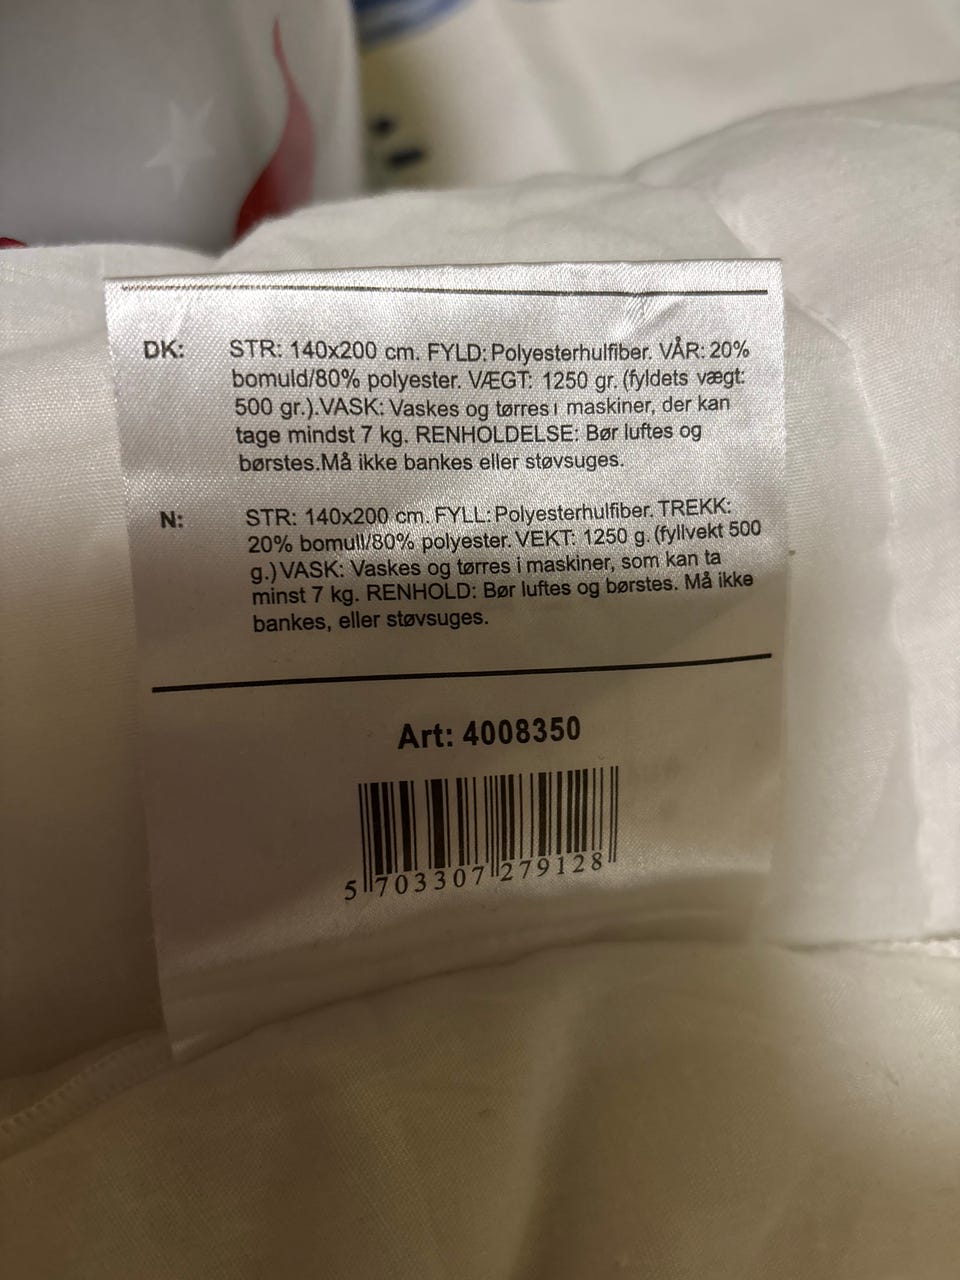 DK: STR: 140x200 cm. FYLD: Polyesterhulfiber. VÅR: 20%
bomuld/80% polyester. VÆGT: 1250 gr. (fyldets vægt:
500 gr.).VASK: Vaskes og tørres i maskiner, der kan
tage mindst 7 kg. RENHOLDELSE: Bør luftes og
børstes.Må ikke bankes eller støvsuges.
N: STR: 140x200 cm. FYLL: Polyesterhulfiber. TREKK:
20% bomull/80% polyester. VEKT: 1250 g. (fyllvekt 500
g.) VASK: Vaskes og tørres i maskiner, som kan ta
minst 7 kg. RENHOLD: Bør luftes og børstes. Må ikke
bankes, eller støvsuges.
Art: 4008350
5 703307 279128